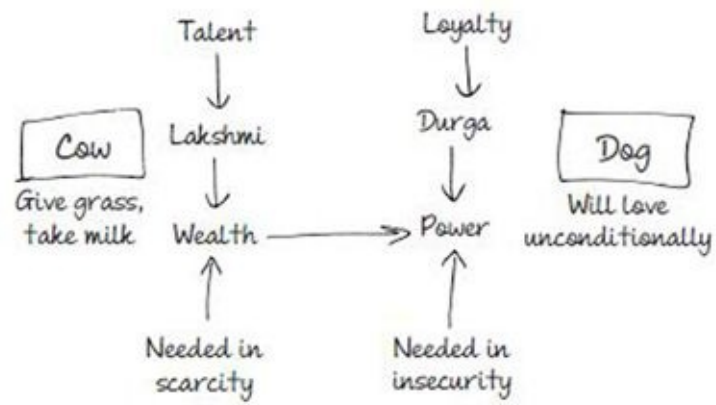 Talent
Loyalty
Cow
Lakshmi
Durga
Dog
Give grass,
take milk
Wealth
Power
Will love
unconditionally
Needed in
scarcity
Needed in
insecurity